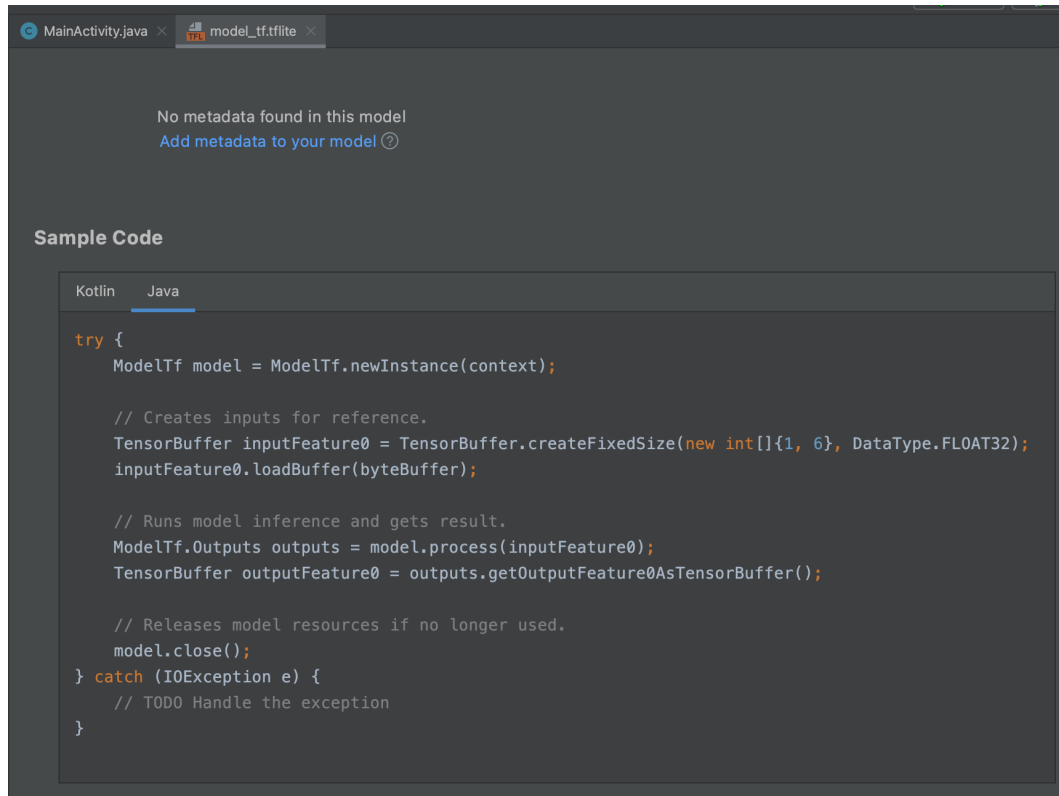 C MainActivity.java × TFL model_tf.tflite ×
No metadata found in this model
Add metadata to your model ?
Sample Code
Kotlin Java
try {
    ModelTf model = ModelTf.newInstance(context);
    // Creates inputs for reference.
    TensorBuffer inputFeature0 = TensorBuffer.createFixedSize(new int[]{1, 6}, DataType.FLOAT32);
    inputFeature0.loadBuffer(byteBuffer);
    // Runs model inference and gets result.
    ModelTf.Outputs outputs = model.process(inputFeature0);
    TensorBuffer outputFeature0 = outputs.getOutputFeature0AsTensorBuffer();
    // Releases model resources if no longer used.
    model.close();
} catch (IOException e) {
    // TODO Handle the exception
}